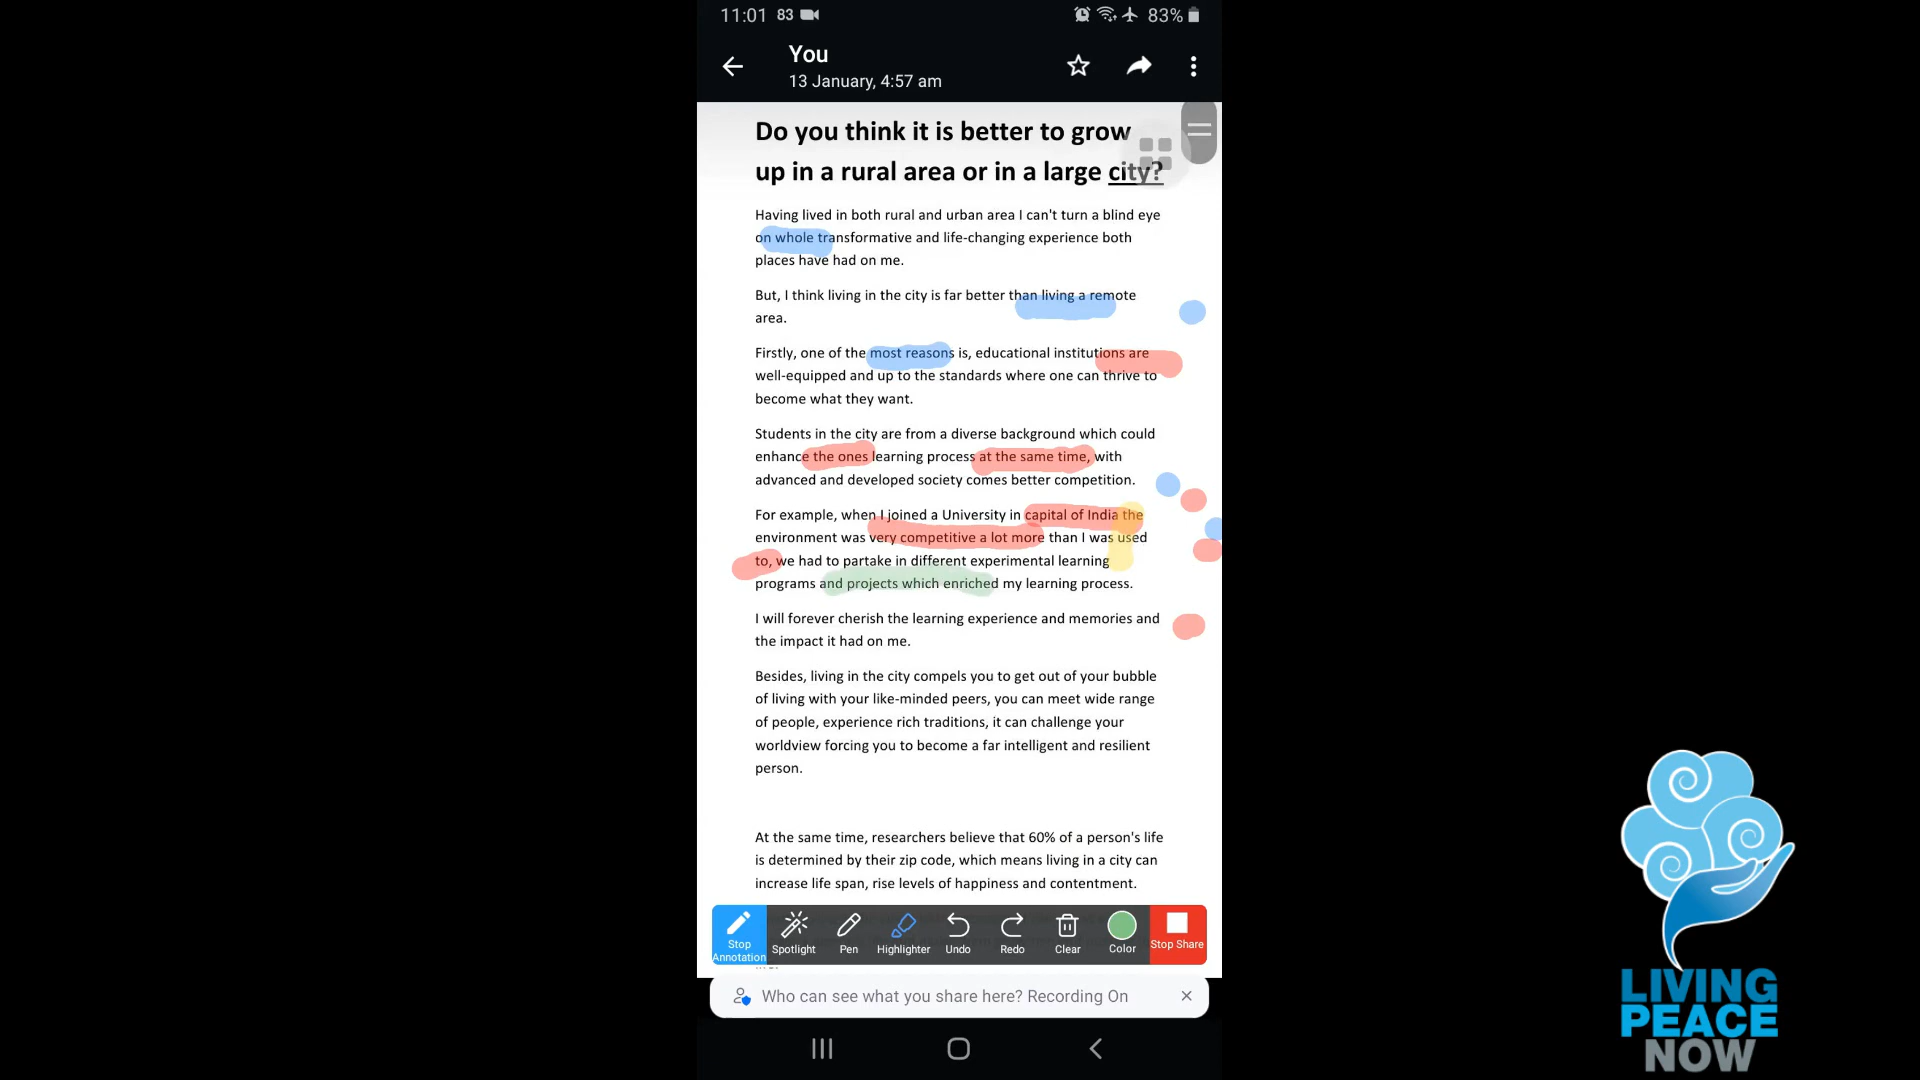 11:01 83 83%
You
13 January, 4:57 am
Do you think it is better to grow
up in a rural area or in a large city?
Having lived in both rural and urban area I can't turn a blind eye
on whole transformative and life-changing experience both
places have had on me.
But, I think living in the city is far better than living a remote
area.
Firstly, one of the most reasons is, educational institutions are
well-equipped and up to the standards where one can thrive to
become what they want.
Students in the city are from a diverse background which could
enhance the ones learning process at the same time, with
advanced and developed society comes better competition.
For example, when I joined a University in capital of India the
environment was very competitive a lot more than I was used
to, we had to partake in different experimental learning
programs and projects which enriched my learning process.
I will forever cherish the learning experience and memories and
the impact it had on me.
Besides, living in the city compels you to get out of your bubble
of living with your like-minded peers, you can meet wide range
of people, experience rich traditions, it can challenge your
worldview forcing you to become a far intelligent and resilient
person.
At the same time, researchers believe that 60% of a person's life
is determined by their zip code, which means living in a city can
increase life span, rise levels of happiness and contentment.
Stop Annotation Spotlight Pen Highlighter Undo Redo Clear Color Stop Share
Who can see what you share here? Recording On
LIVING
PEACE
NOW